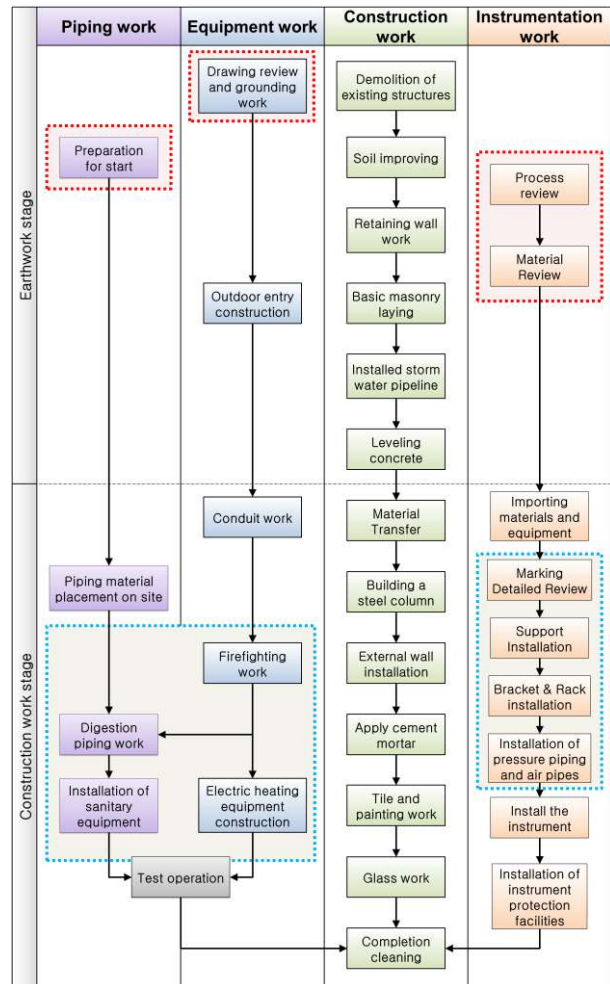 Piping work
Equipment work
Construction
work
Instrumentation
work
Earthwork stage
Construction work stage
Preparation
for start
Piping material
placement on site
Digestion
piping work
Installation of
sanitary
equipment
Drawing review
and grounding
work
Outdoor entry
construction
Conduit work
Firefighting
work
Electric heating
equipment
construction
Test operation
Demolition of
existing structures
Soil improving
Retaining wall
work
Basic masonry
laying
Installed storm
water pipeline
Leveling
concrete
Material
Transfer
Building a
steel column
External wall
installation
Apply cement
mortar
Tile and
painting work
Glass work
Completion
cleaning
Process
review
Material
Review
Importing
materials and
equipment
Marking
Detailed Review
Support
Installation
Bracket & Rack
installation
Installation of
pressure piping
and air pipes
Install the
instrument
Installation of
instrument
protection
facilities